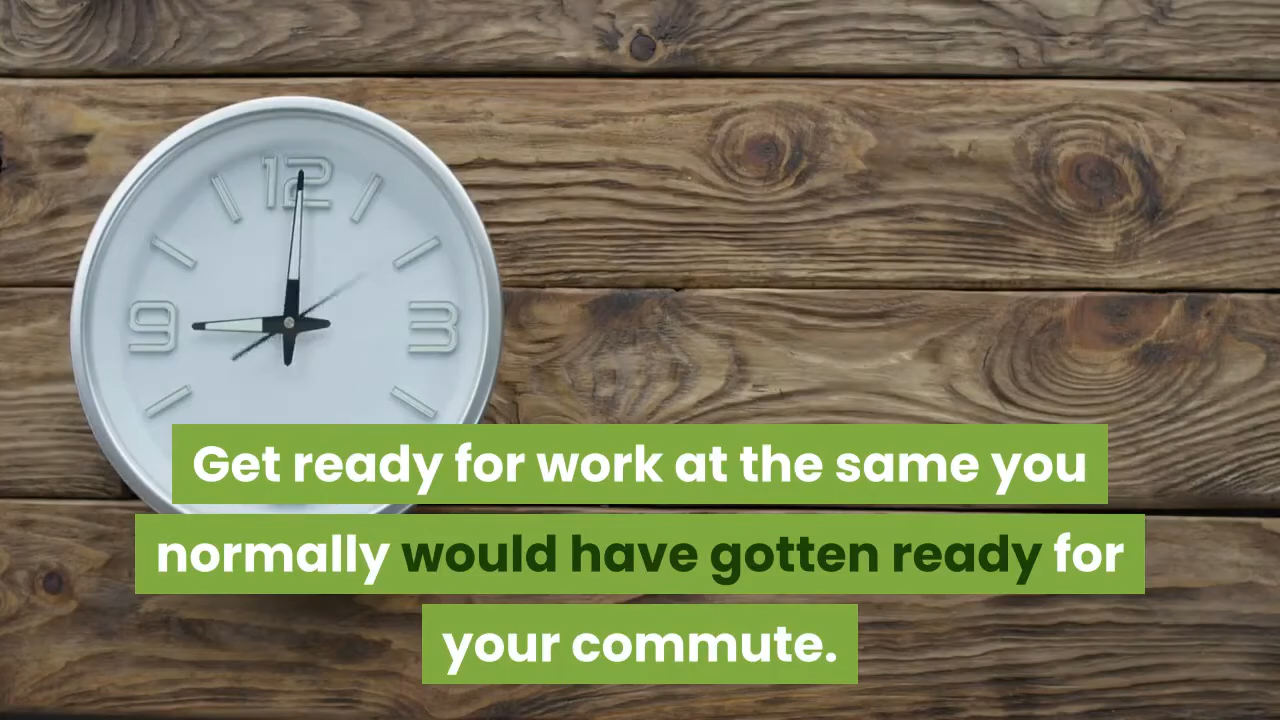 12
9
3
Get ready for work at the same you
normally would have gotten ready for
your commute.